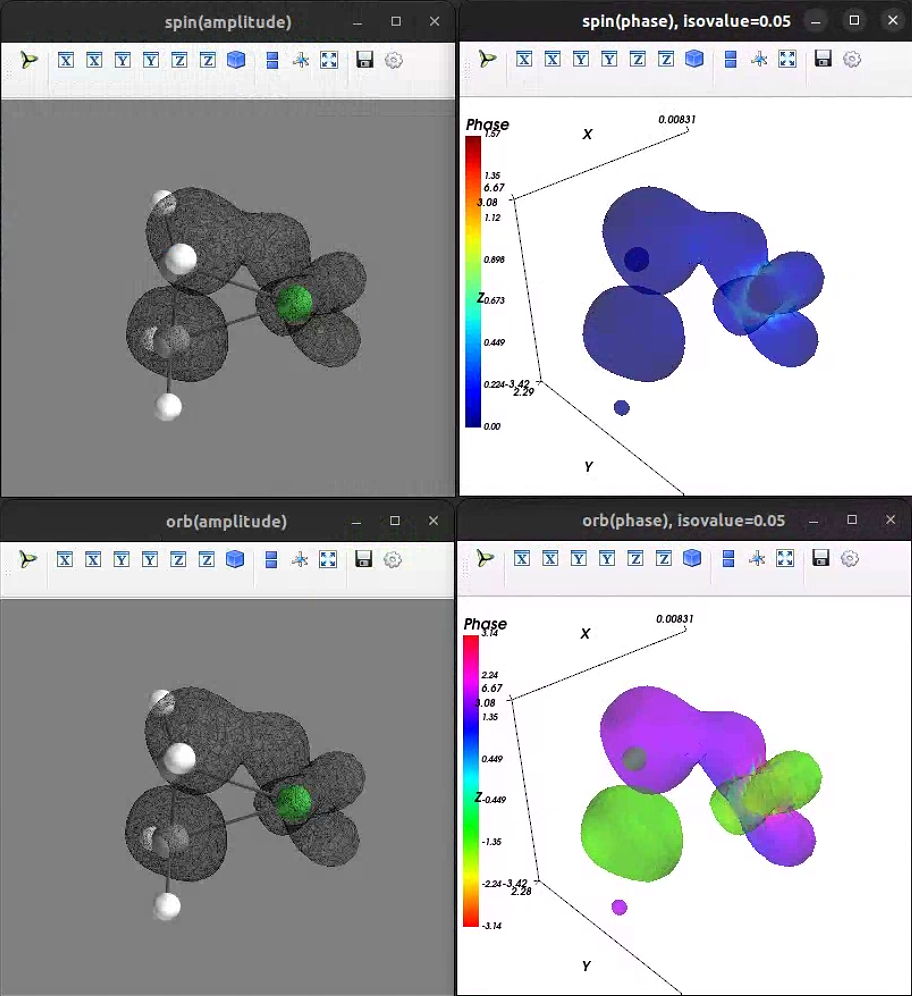 spin(amplitude)
X X Y Y Z Z
spin(phase), isovalue=0.05
X X Y Y Z Z
Phase
1.57
0.00831
X
1.35
6.67
3.08
1.12
0.898
Z
0.673
0.449
0.224
-3.42
2.29
0.00
Y
orb(amplitude)
X X Y Y Z Z
orb(phase), isovalue=0.05
X X Y Y Z Z
Phase
3.14
0.00831
X
2.24
6.67
3.08
1.35
0.449
Z
-0.449
-1.35
-2.24
-3.42
2.28
-3.14
Y